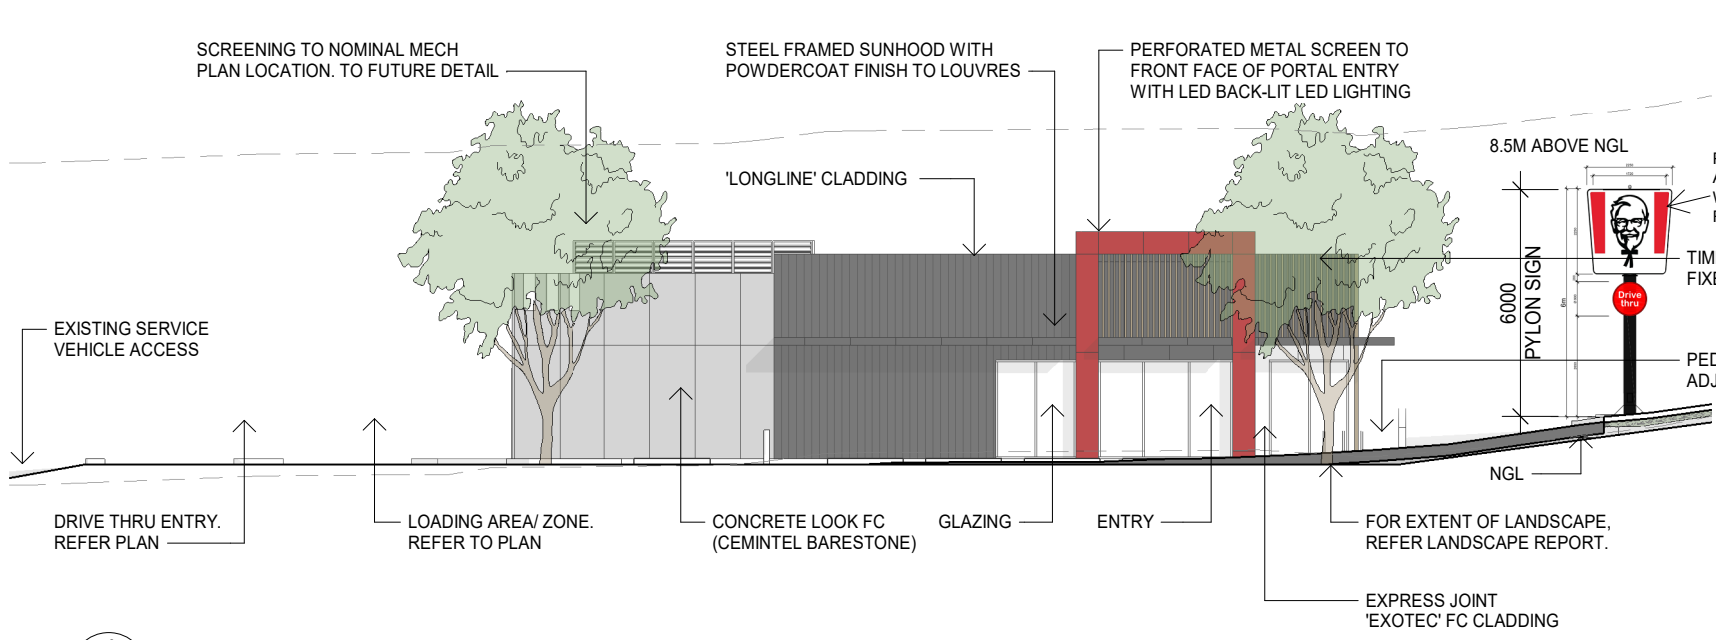 SCREENING TO NOMINAL MECH
PLAN LOCATION. TO FUTURE DETAIL
STEEL FRAMED SUNHOOD WITH
POWDERCOAT FINISH TO LOUVRES
PERFORATED METAL SCREEN TO
FRONT FACE OF PORTAL ENTRY
WITH LED BACK-LIT LED LIGHTING
8.5M ABOVE NGL
'LONGLINE' CLADDING
TIM
FIXE
6000
PYLON SIGN
6m
Drive
thru
EXISTING SERVICE
VEHICLE ACCESS
PED
ADJ
NGL
DRIVE THRU ENTRY.
REFER PLAN
LOADING AREA/ ZONE.
REFER TO PLAN
CONCRETE LOOK FC
(CEMINTEL BARESTONE)
GLAZING
ENTRY
FOR EXTENT OF LANDSCAPE,
REFER LANDSCAPE REPORT.
EXPRESS JOINT
'EXOTEC' FC CLADDING